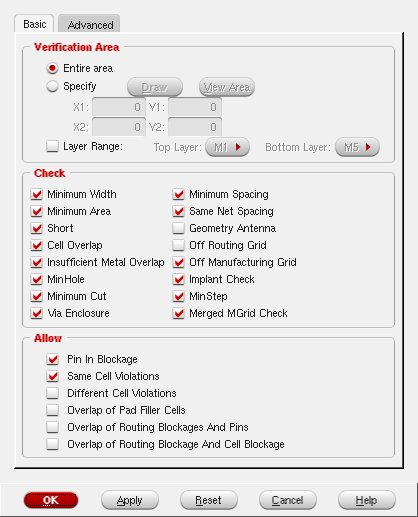 Basic Advanced
Verification Area
Entire area
Specify Draw View Area
X1: 0 Y1: 0
X2: 0 Y2: 0
Layer Range: Top Layer: M1 Bottom Layer: M5
Check
Minimum Width Minimum Spacing
Minimum Area Same Net Spacing
Short Geometry Antenna
Cell Overlap Off Routing Grid
Insufficient Metal Overlap Off Manufacturing Grid
MinHole Implant Check
Minimum Cut MinStep
Via Enclosure Merged MGrid Check
Allow
Pin In Blockage
Same Cell Violations
Different Cell Violations
Overlap of Pad Filler Cells
Overlap of Routing Blockages And Pins
Overlap of Routing Blockage And Cell Blockage
OK Apply Reset Cancel Help